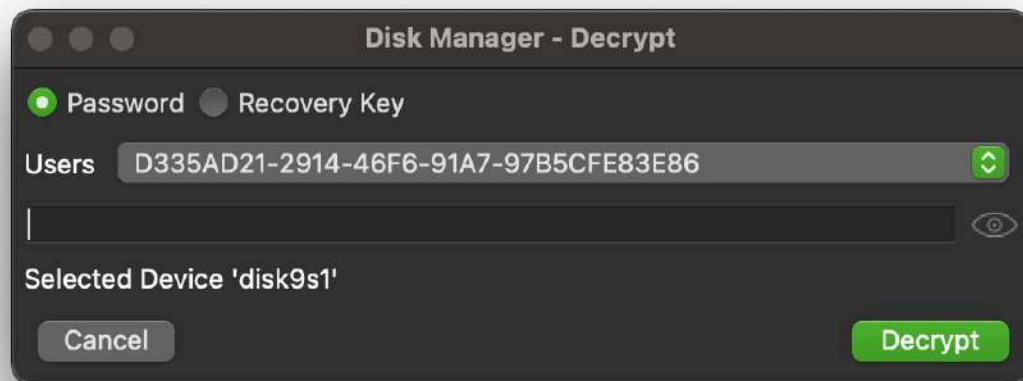 Disk Manager - Decrypt
Password Recovery Key
Users D335AD21-2914-46F6-91A7-97B5CFE83E86
Selected Device 'disk9s1'
Cancel Decrypt